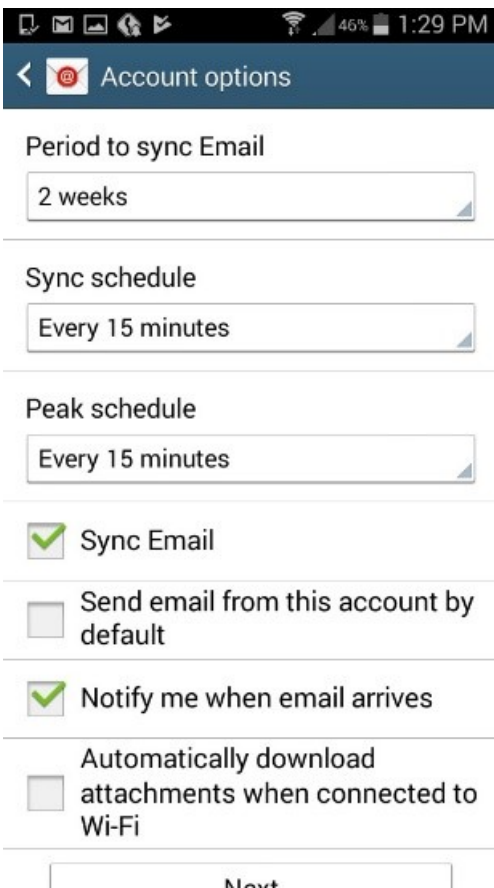 46% 1:29 PM
Account options
Period to sync Email
2 weeks
Sync schedule
Every 15 minutes
Peak schedule
Every 15 minutes
Sync Email
Send email from this account by
default
Notify me when email arrives
Automatically download
attachments when connected to
Wi-Fi
Next